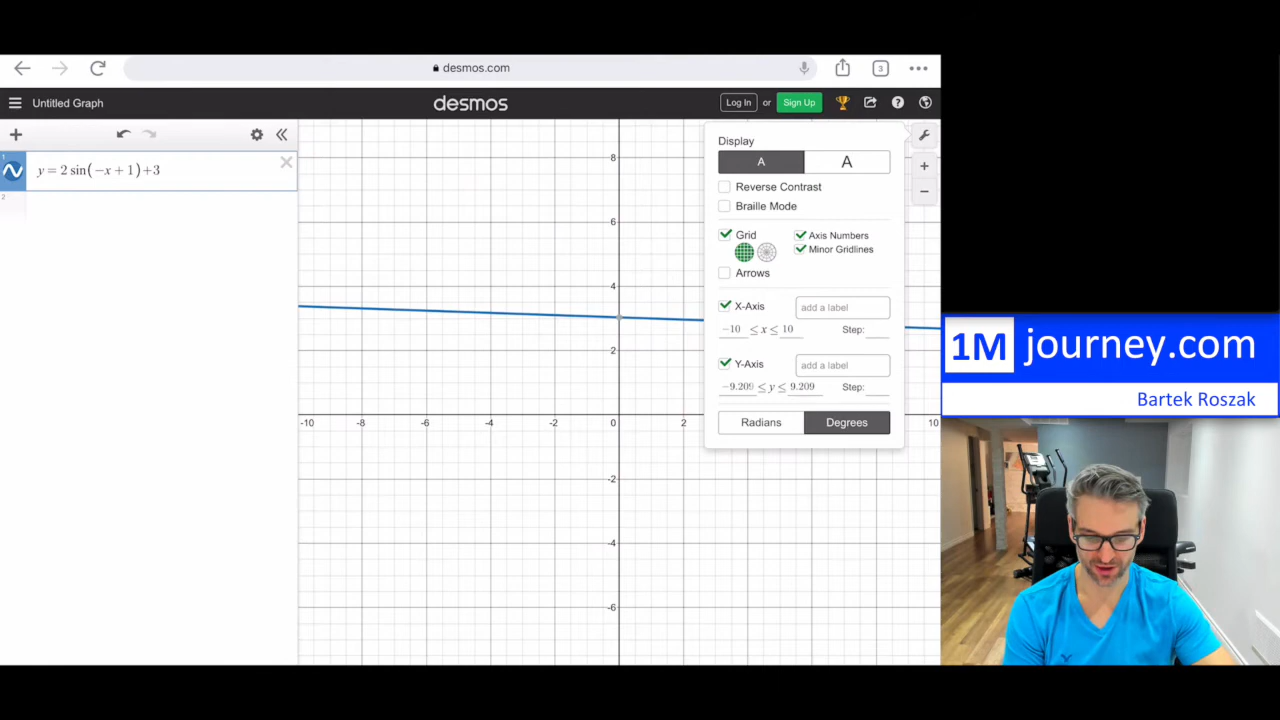 desmos.com
3
Untitled Graph
desmos
Log In or Sign Up
1
y = 2 sin(−x + 1)+3
2
Display
A A
Reverse Contrast
Braille Mode
Grid
Axis Numbers
Minor Gridlines
Arrows
X-Axis add a label
−10 ≤ x ≤ 10 Step:
Y-Axis add a label
−9.209 ≤ y ≤ 9.209 Step:
Radians Degrees
8
6
4
2
-10 -8 -6 -4 -2 0 2 10
-2
-4
-6
1M journey.com
Bartek Roszak